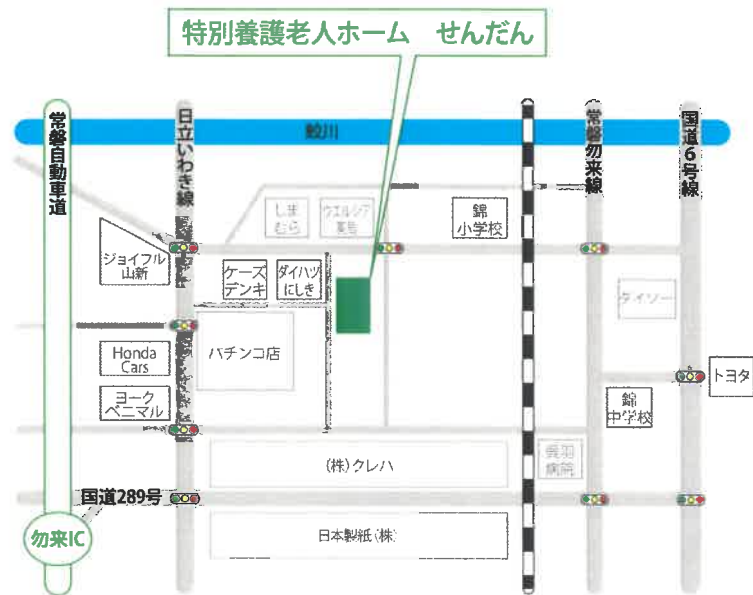 特別養護老人ホーム　せんだん
常磐自動車道
日立いわき線
鮫川
常磐勿来線
国道6号線
しま
むら
ウエルシア
薬局
錦
小学校
ジョイフル
山新
ケーズ
デンキ
ダイハツ
にしき
ダイソー
Honda
Cars
パチンコ店
トヨタ
ヨーク
ベニマル
錦
中学校
(株)クレハ
呉羽
病院
国道289号
勿来IC
日本製紙(株)